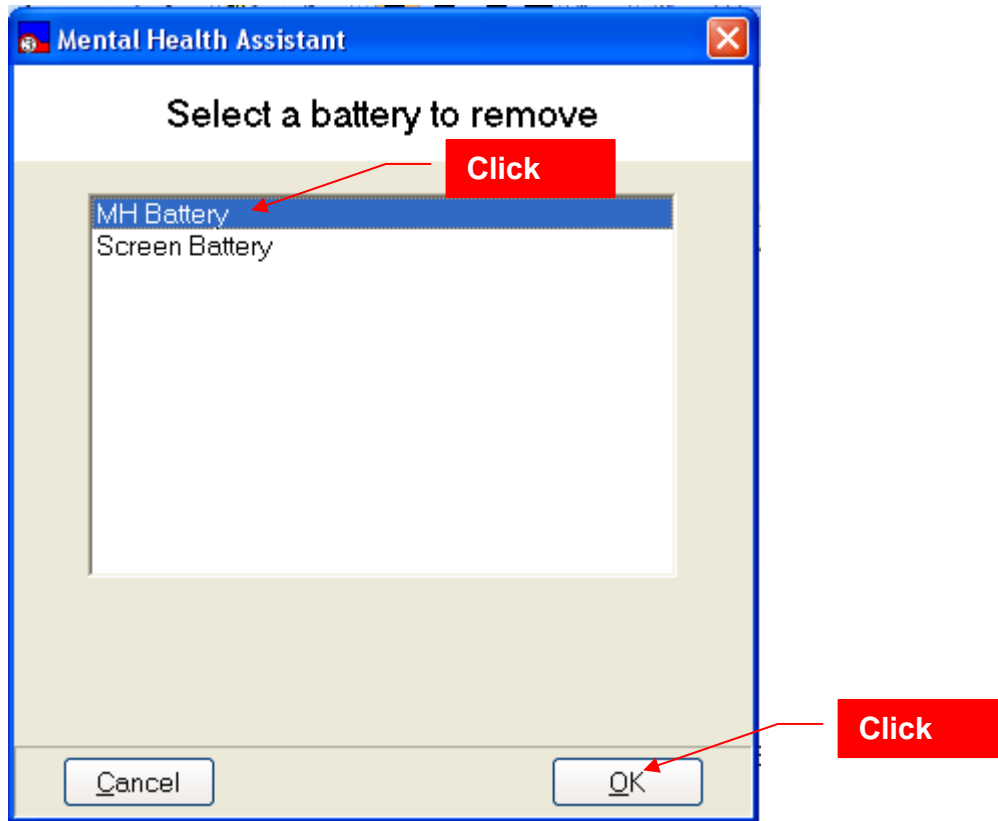 Mental Health Assistant
Select a battery to remove
Click
MH Battery
Screen Battery
Click
Cancel
OK